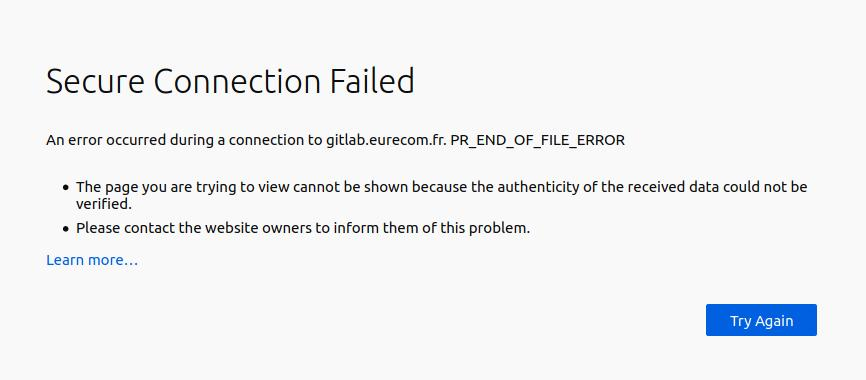 Secure Connection Failed
An error occurred during a connection to gitlab.eurecom.fr. PR_END_OF_FILE_ERROR
• The page you are trying to view cannot be shown because the authenticity of the received data could not be
verified.
• Please contact the website owners to inform them of this problem.
Learn more…
Try Again